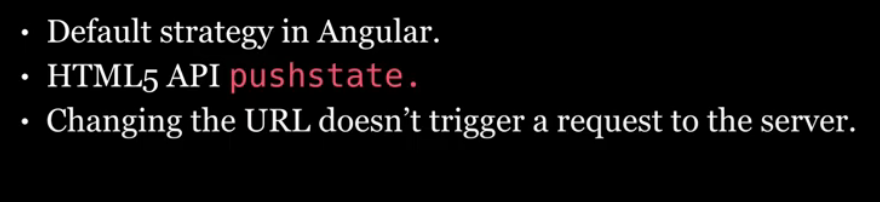 • Default strategy in Angular.
• HTML5 API pushstate.
• Changing the URL doesn’t trigger a request to the server.